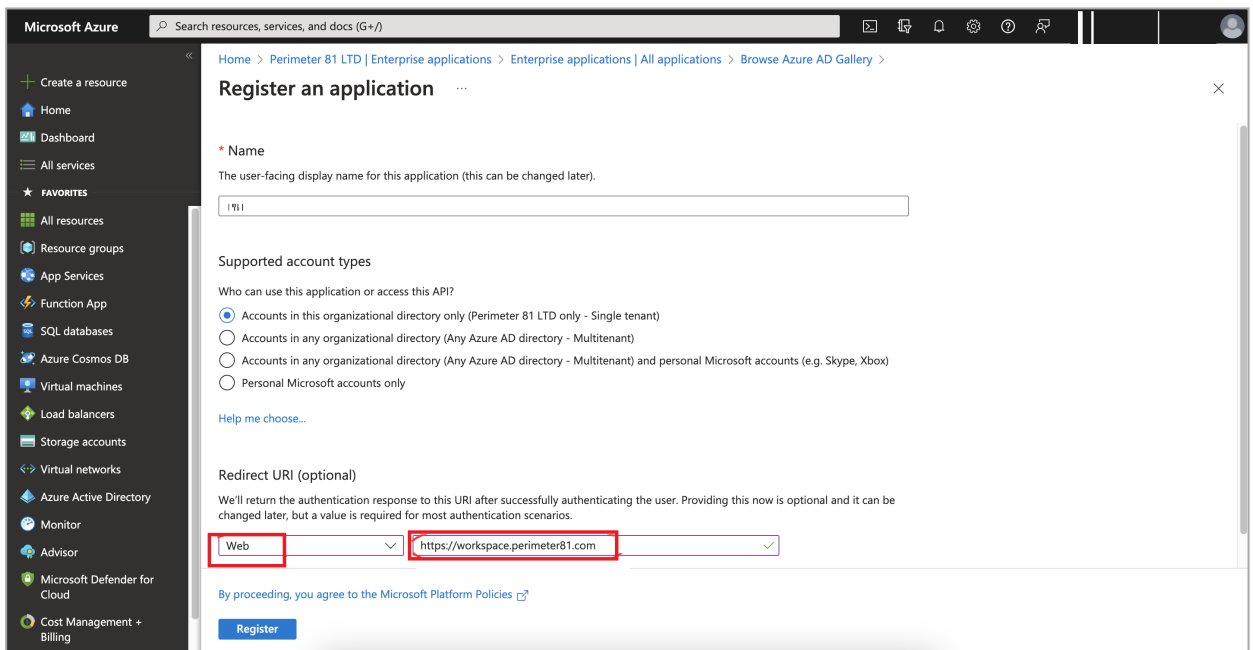 Microsoft Azure
Search resources, services, and docs (G+/)
Create a resource
Home
Dashboard
All services
FAVORITES
All resources
Resource groups
App Services
Function App
SQL databases
Azure Cosmos DB
Virtual machines
Load balancers
Storage accounts
Virtual networks
Azure Active Directory
Monitor
Advisor
Microsoft Defender for
Cloud
Cost Management +
Billing
Home > Perimeter 81 LTD | Enterprise applications > Enterprise applications | All applications > Browse Azure AD Gallery >
Register an application ...
* Name
The user-facing display name for this application (this can be changed later).
Supported account types
Who can use this application or access this API?
Accounts in this organizational directory only (Perimeter 81 LTD only - Single tenant)
Accounts in any organizational directory (Any Azure AD directory - Multitenant)
Accounts in any organizational directory (Any Azure AD directory - Multitenant) and personal Microsoft accounts (e.g. Skype, Xbox)
Personal Microsoft accounts only
Help me choose...
Redirect URI (optional)
We'll return the authentication response to this URI after successfully authenticating the user. Providing this now is optional and it can be
changed later, but a value is required for most authentication scenarios.
Web
https://workspace.perimeter81.com
By proceeding, you agree to the Microsoft Platform Policies
Register